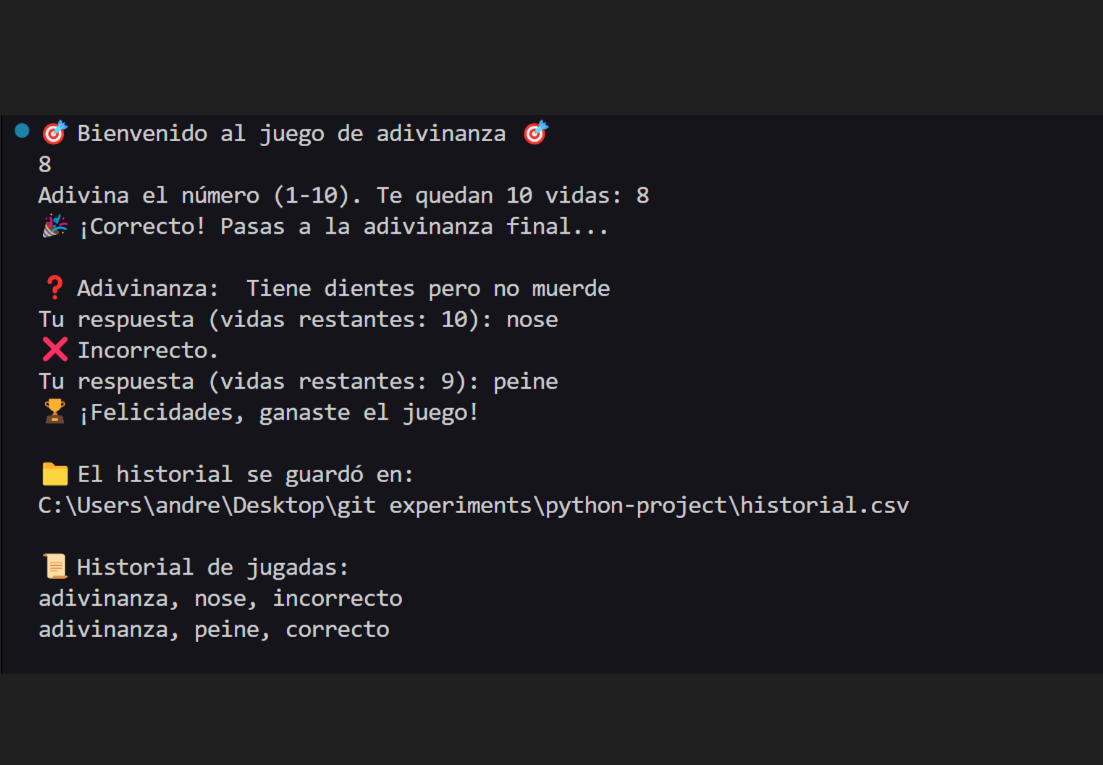 🎯 Bienvenido al juego de adivinanza 🎯
8
Adivina el número (1-10). Te quedan 10 vidas: 8
🎉 ¡Correcto! Pasas a la adivinanza final...
❓ Adivinanza:  Tiene dientes pero no muerde
Tu respuesta (vidas restantes: 10): nose
❌ Incorrecto.
Tu respuesta (vidas restantes: 9): peine
🏆 ¡Felicidades, ganaste el juego!
📁 El historial se guardó en:
C:\Users\andre\Desktop\git experiments\python-project\historial.csv
📜 Historial de jugadas:
adivinanza, nose, incorrecto
adivinanza, peine, correcto